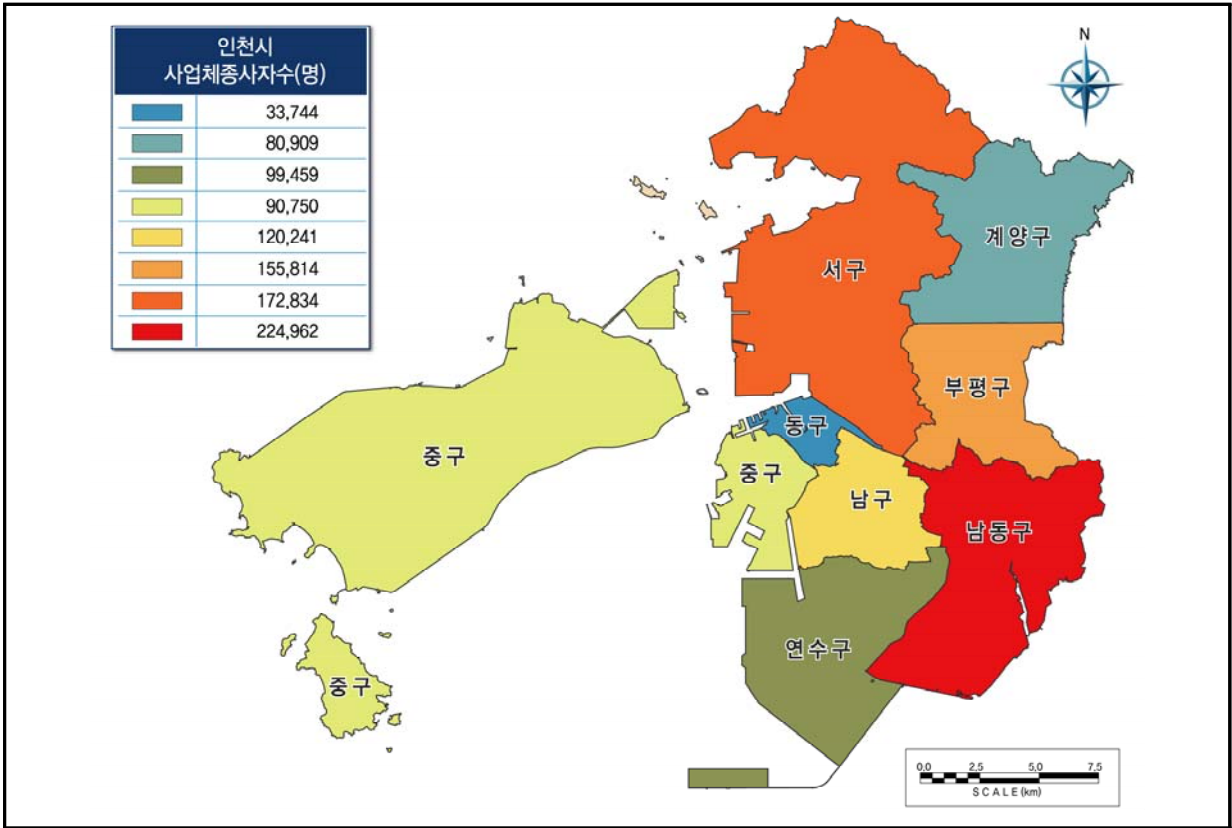 인천시
사업체종사자수(명)
33,744
80,909
99,459
90,750
120,241
155,814
172,834
224,962
N
계양구
서구
부평구
동구
중구
중구
남구
남동구
연수구
중구
0.0 2.5 5.0 7.5
SCALE (km)